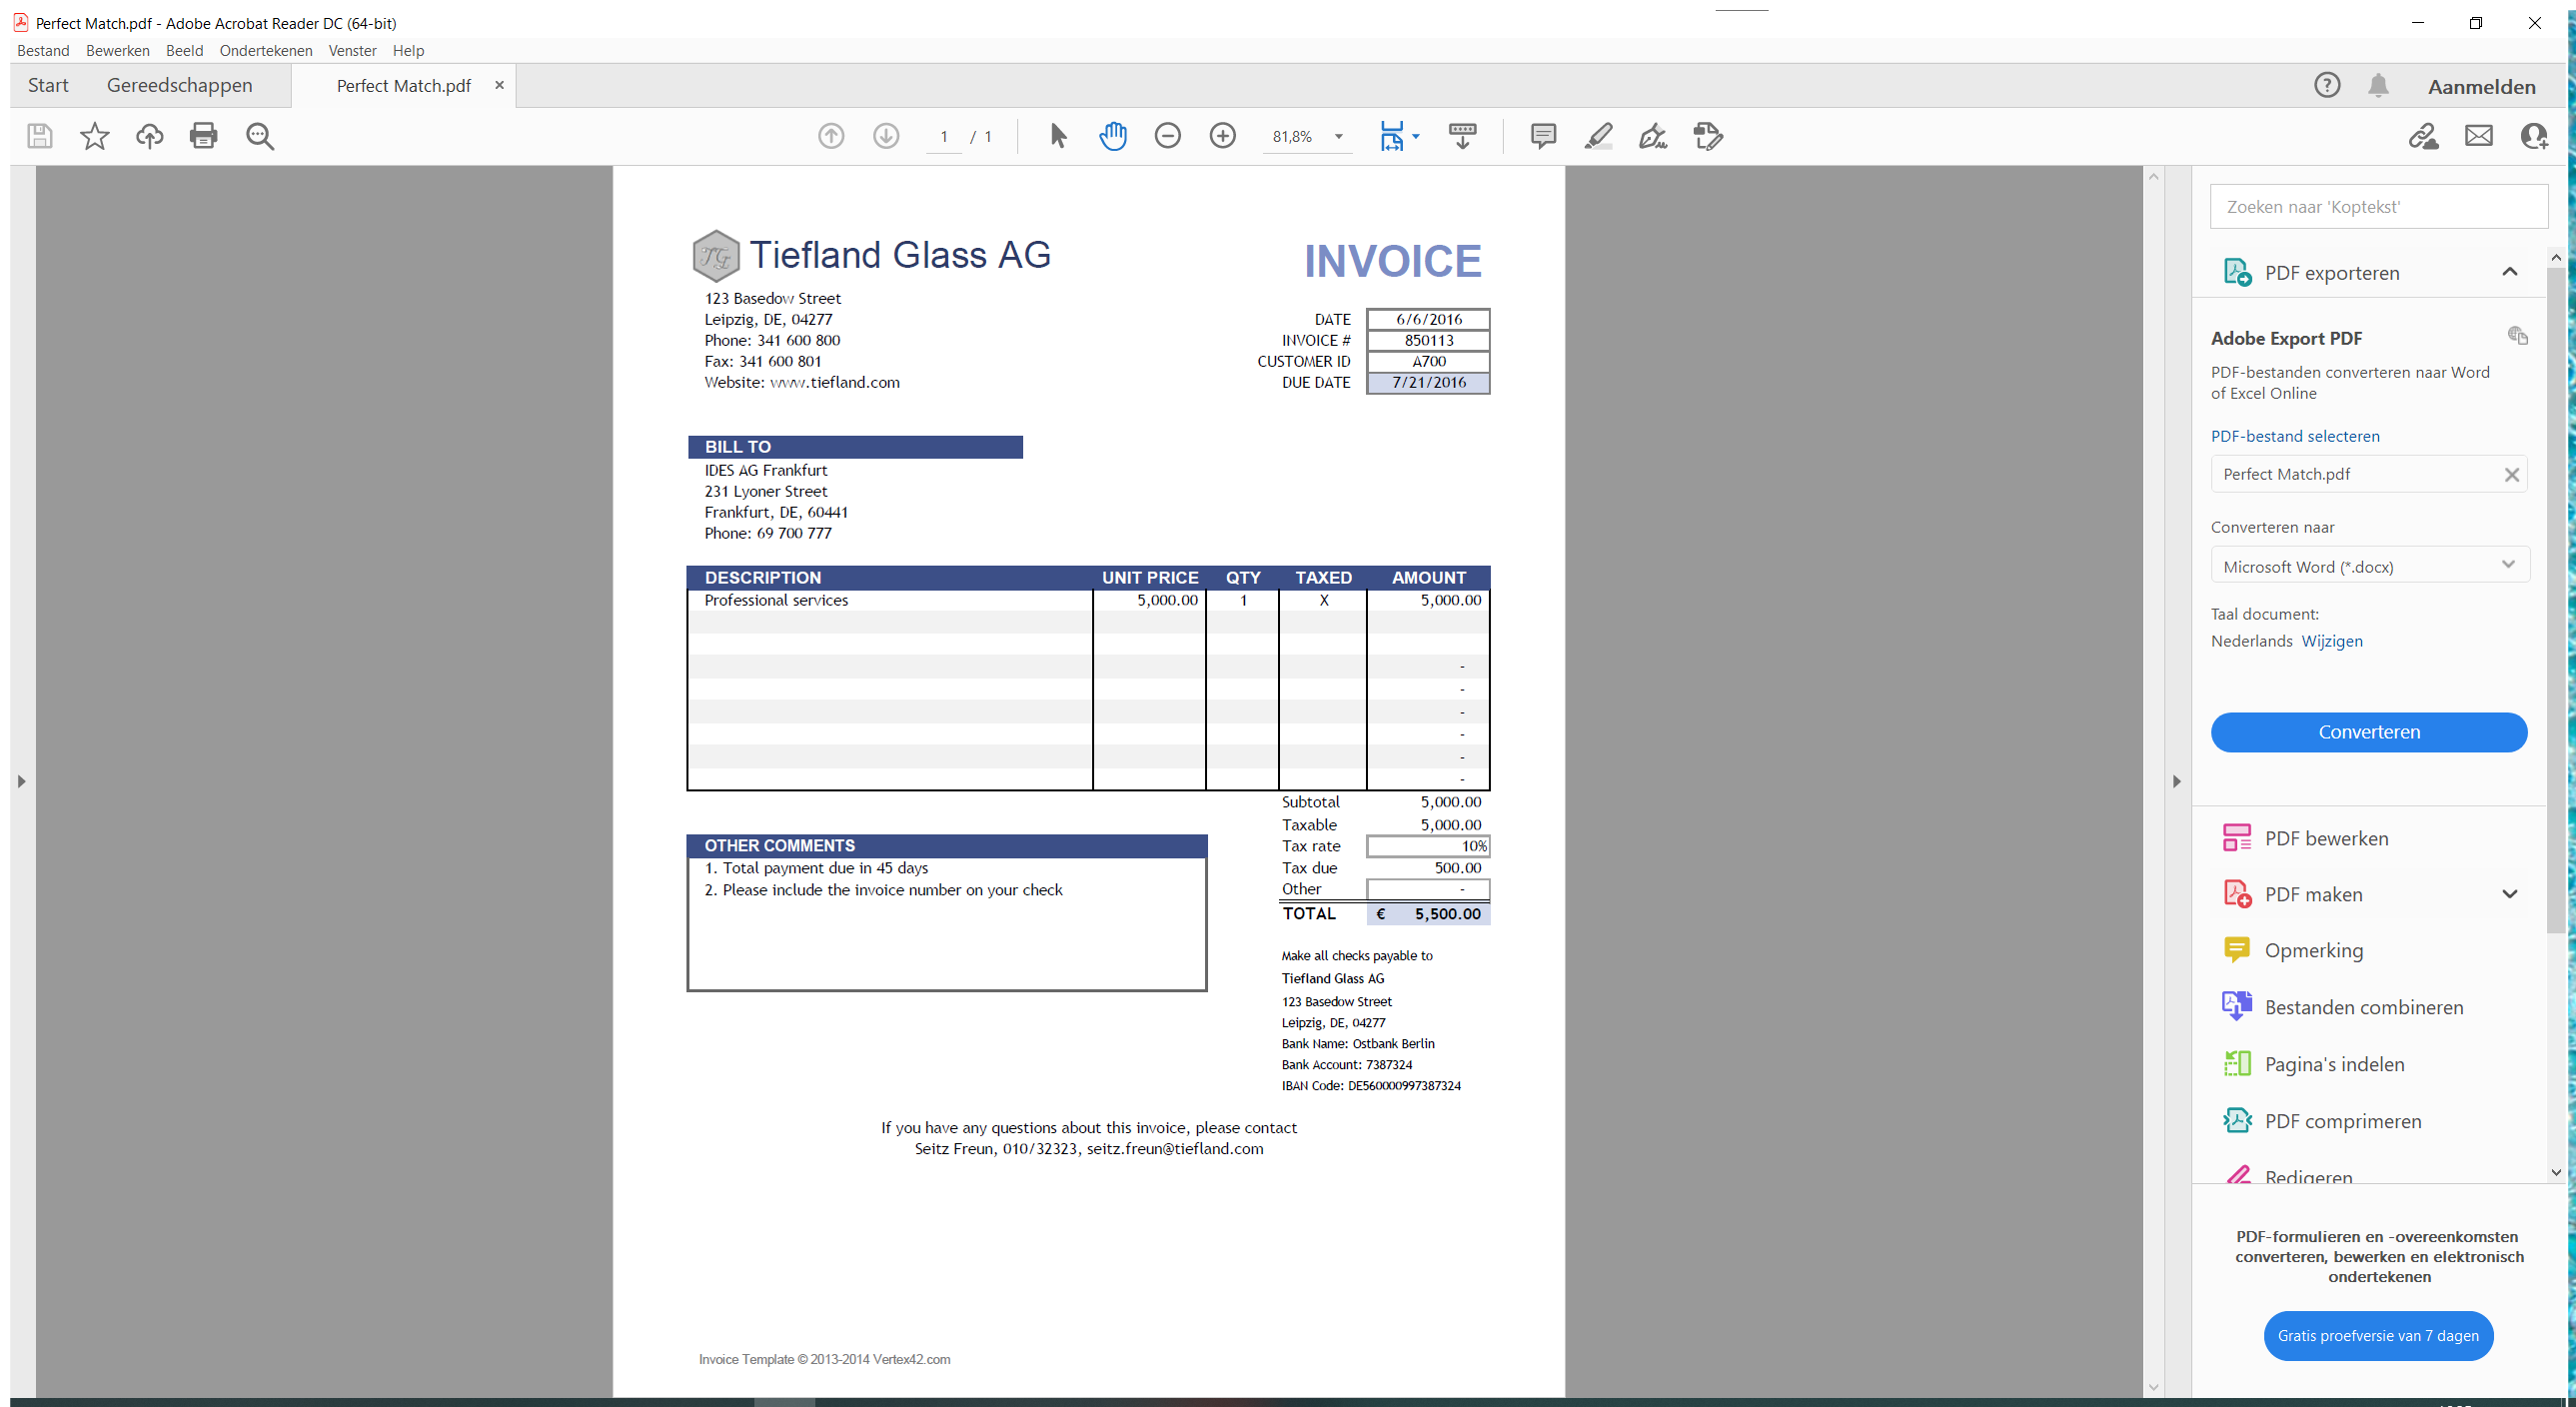 Perfect Match.pdf - Adobe Acrobat Reader DC (64-bit)
Bestand Bewerken Beeld Ondertekenen Venster Help
Start Gereedschappen Perfect Match.pdf × Aanmelden
1 / 1 81,8%
Tiefland Glass AG
INVOICE
123 Basedow Street
Leipzig, DE, 04277
Phone: 341 600 800
Fax: 341 600 801
Website: www.tiefland.com
DATE 6/6/2016
INVOICE # 850113
CUSTOMER ID A700
DUE DATE 7/21/2016
BILL TO
IDES AG Frankfurt
231 Lyoner Street
Frankfurt, DE, 60441
Phone: 69 700 777
DESCRIPTION UNIT PRICE QTY TAXED AMOUNT
Professional services 5,000.00 1 X 5,000.00
-
-
-
-
-
-
Subtotal 5,000.00
Taxable 5,000.00
Tax rate 10%
Tax due 500.00
Other -
TOTAL € 5,500.00
OTHER COMMENTS
1. Total payment due in 45 days
2. Please include the invoice number on your check
Make all checks payable to
Tiefland Glass AG
123 Basedow Street
Leipzig, DE, 04277
Bank Name: Ostbank Berlin
Bank Account: 7387324
IBAN Code: DE560000997387324
If you have any questions about this invoice, please contact
Seitz Freun, 010/32323, seitz.freun@tiefland.com
Invoice Template © 2013-2014 Vertex42.com
Zoeken naar 'Koptekst'
PDF exporteren
Adobe Export PDF
PDF-bestanden converteren naar Word
of Excel Online
PDF-bestand selecteren
Perfect Match.pdf
Converteren naar
Microsoft Word (*.docx)
Taal document:
Nederlands Wijzigen
Converteren
PDF bewerken
PDF maken
Opmerking
Bestanden combineren
Pagina's indelen
PDF comprimeren
Redigeren
PDF-formulieren en -overeenkomsten
converteren, bewerken en elektronisch
ondertekenen
Gratis proefversie van 7 dagen